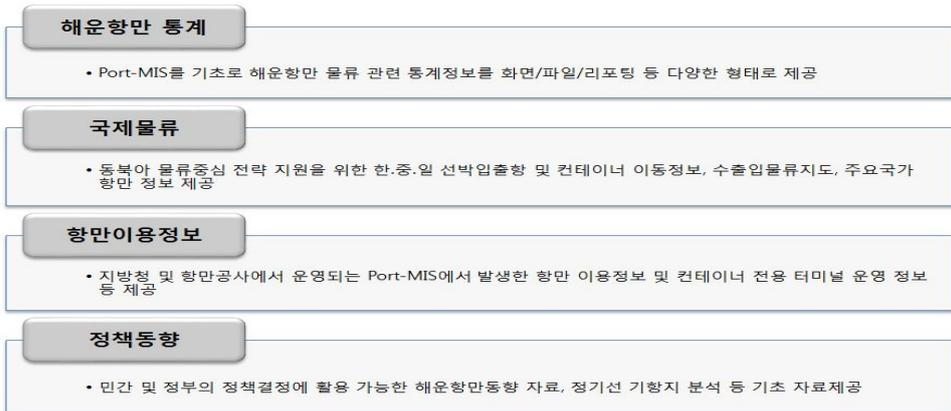 해운항만 통계
• Port-MIS를 기초로 해운항만 물류 관련 통계정보를 화면/파일/리포팅 등 다양한 형태로 제공
국제물류
• 동북아 물류중심 전략 지원을 위한 한.중.일 선박입출항 및 컨테이너 이동정보, 수출입물류지도, 주요국가
항만 정보 제공
항만이용정보
• 지방청 및 항만공사에서 운영되는 Port-MIS에서 발생한 항만 이용정보 및 컨테이너 전용 터미널 운영 정보
등 제공
정책동향
• 민간 및 정부의 정책결정에 활용 가능한 해운항만동향 자료, 정기선 기항지 분석 등 기초 자료제공